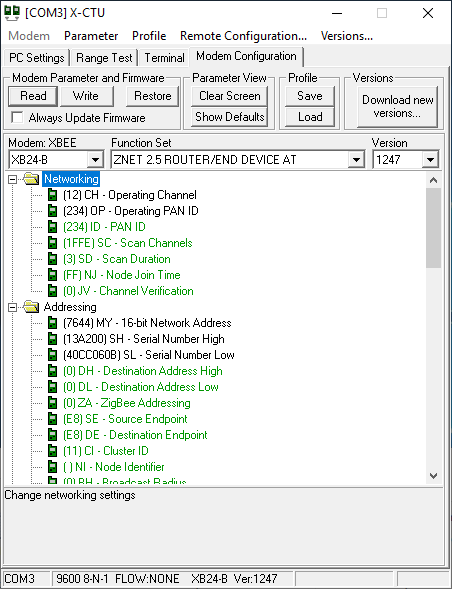 [COM3] X-CTU
Modem Parameter Profile Remote Configuration... Versions...
PC Settings Range Test Terminal Modem Configuration
Modem Parameter and Firmware Parameter View Profile Versions
Read Write Restore Clear Screen Save Download new versions...
Always Update Firmware Show Defaults Load
Modem: XBEE Function Set Version
XB24-B ZNET 2.5 ROUTER/END DEVICE AT 1247
Networking
(12) CH - Operating Channel
(234) OP - Operating PAN ID
(234) ID - PAN ID
(1FFE) SC - Scan Channels
(3) SD - Scan Duration
(FF) NJ - Node Join Time
(0) JV - Channel Verification
Addressing
(7644) MY - 16-bit Network Address
(13A200) SH - Serial Number High
(40CC060B) SL - Serial Number Low
(0) DH - Destination Address High
(0) DL - Destination Address Low
(0) ZA - ZigBee Addressing
(E8) SE - Source Endpoint
(E8) DE - Destination Endpoint
(11) CI - Cluster ID
( ) NI - Node Identifier
(0) BH - Broadcast Radius
Change networking settings
COM3 9600 8-N-1 FLOW:NONE XB24-B Ver:1247